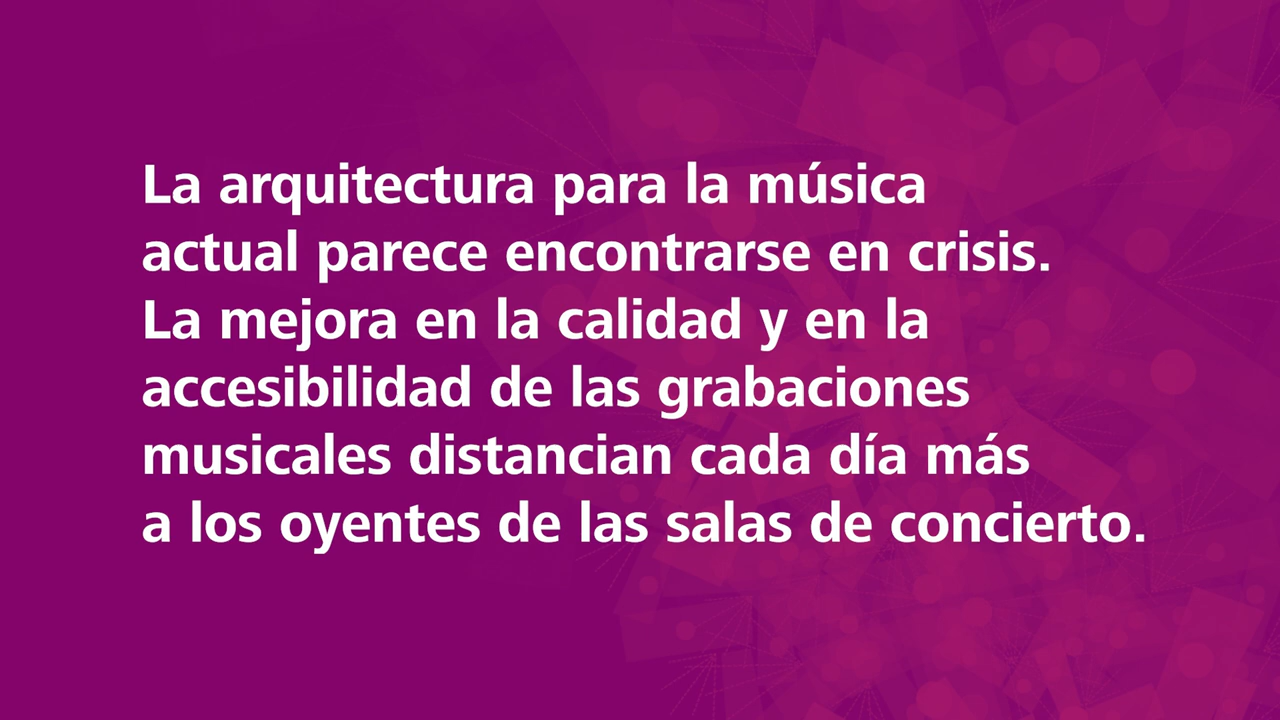 La arquitectura para la música
actual parece encontrarse en crisis.
La mejora en la calidad y en la
accesibilidad de las grabaciones
musicales distancian cada día más
a los oyentes de las salas de concierto.